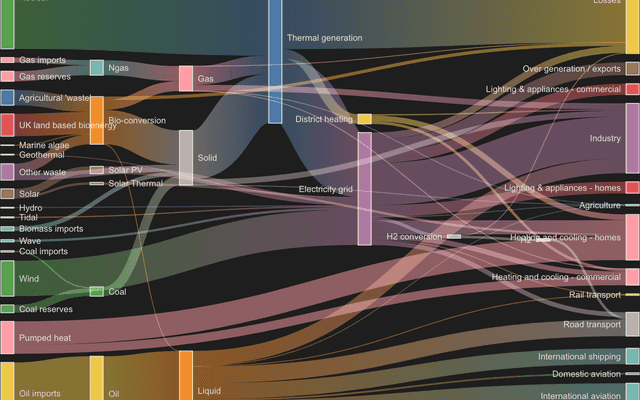 Losses
Thermal generation
Gas imports
Ngas
Over generation / exports
Gas reserves
Gas
Lighting & appliances - commercial
Agricultural 'waste'
District heating
UK land based bioenergy
Bio-conversion
Industry
Marine algae
Geothermal
Solid
Other waste
Solar PV
Solar Thermal
Electricity grid
Lighting & appliances - homes
Solar
Agriculture
Hydro
Tidal
Biomass imports
H2 conversion
H2
Heating and cooling - homes
Wave
Coal imports
Wind
Heating and cooling - commercial
Coal
Rail transport
Coal reserves
Road transport
Pumped heat
International shipping
Domestic aviation
Oil imports
Oil
Liquid
International aviation